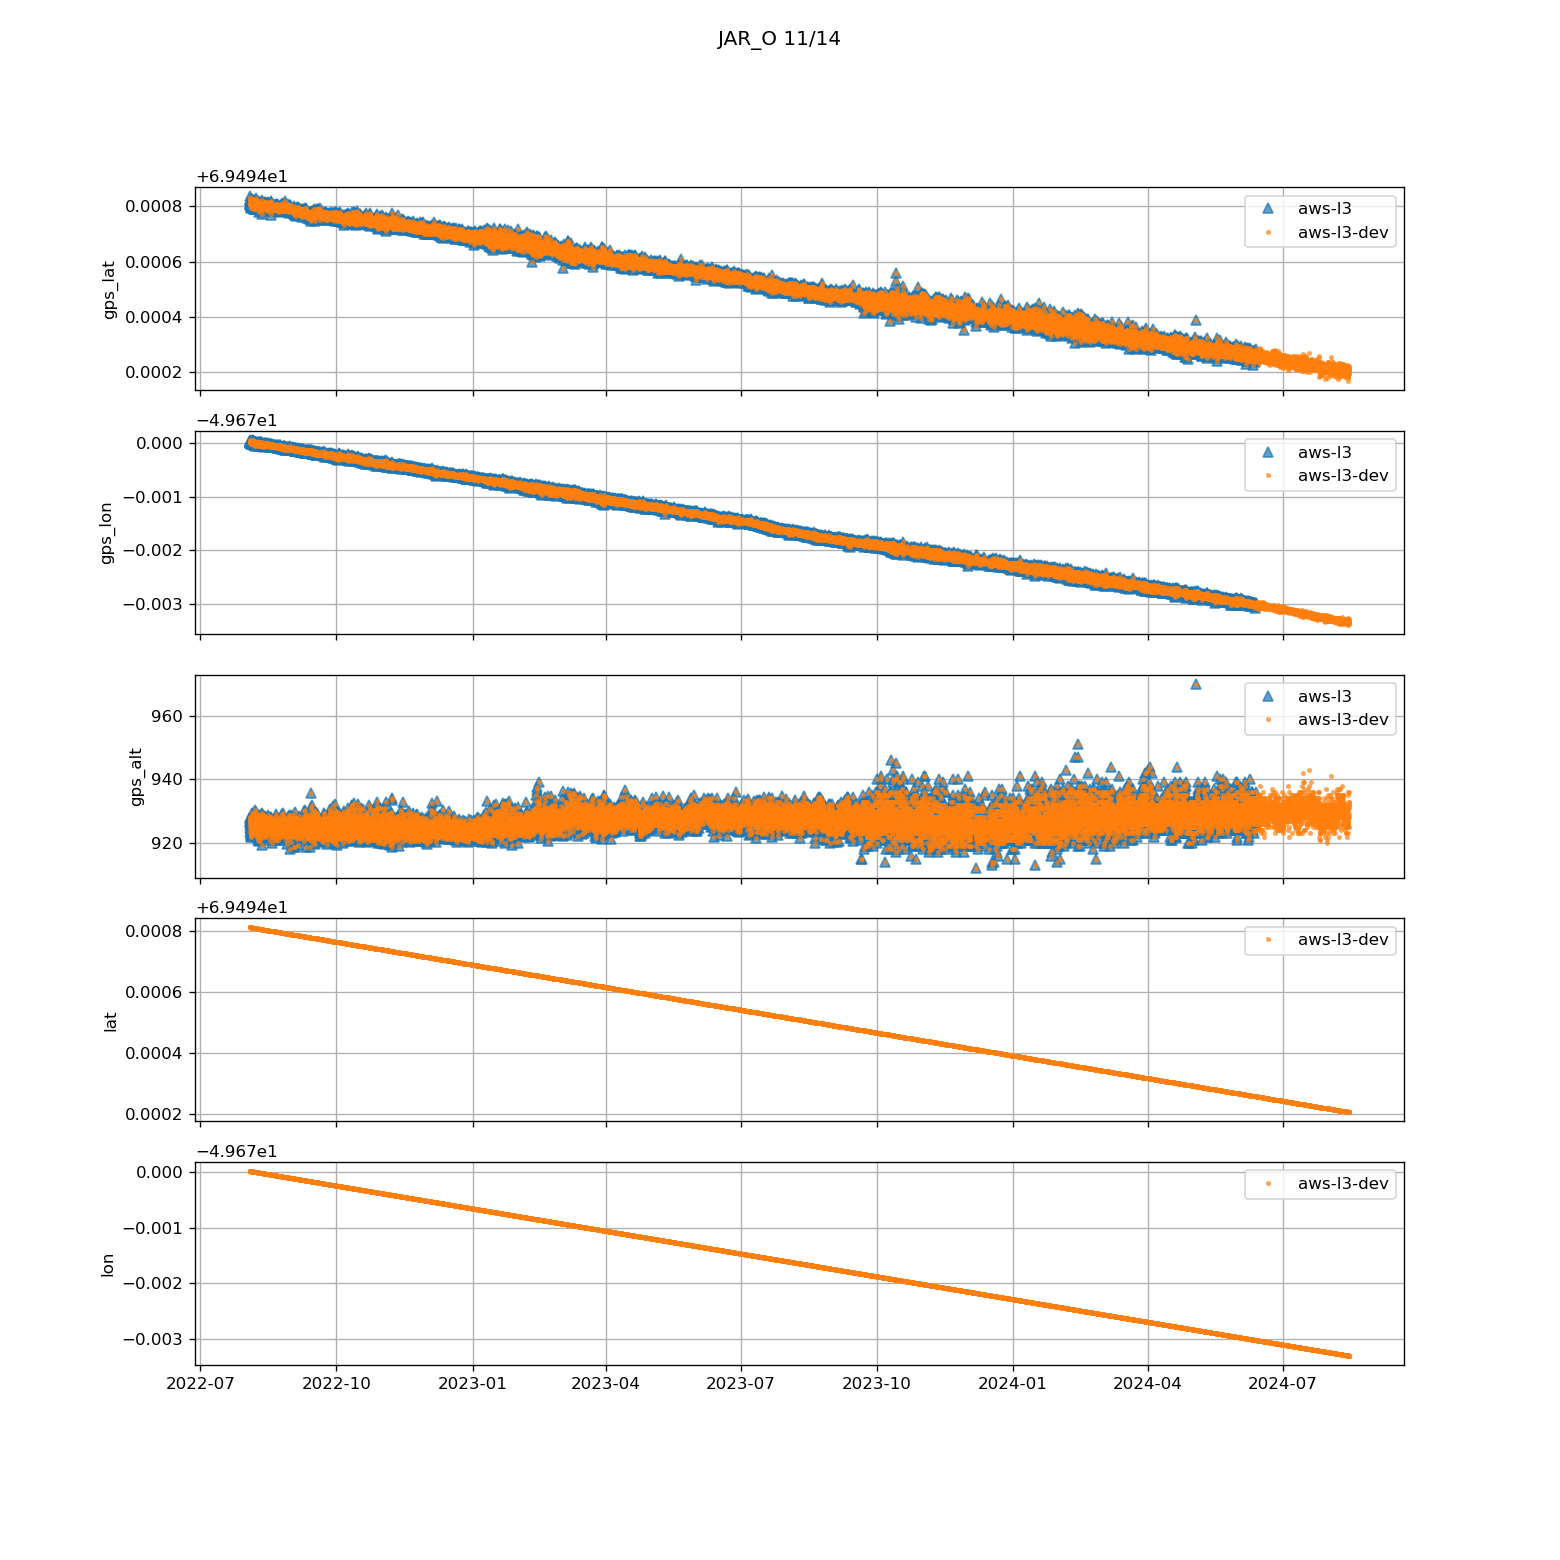 JAR_O 11/14
+6.9494e1
0.0008
0.0006
0.0004
0.0002
gps_lat
aws-l3
aws-l3-dev
−4.967e1
0.000
−0.001
−0.002
−0.003
gps_lon
aws-l3
aws-l3-dev
960
940
920
gps_alt
aws-l3
aws-l3-dev
+6.9494e1
0.0008
0.0006
0.0004
0.0002
lat
aws-l3-dev
−4.967e1
0.000
−0.001
−0.002
−0.003
lon
aws-l3-dev
2022-07 2022-10 2023-01 2023-04 2023-07 2023-10 2024-01 2024-04 2024-07